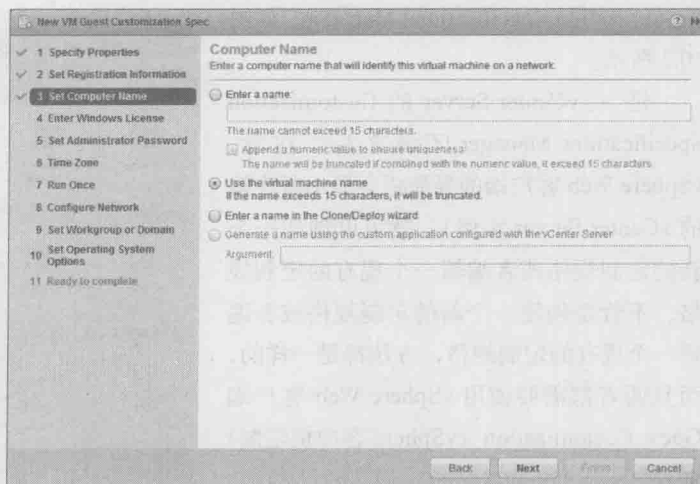 New VM Guest Customization Spec
1 Specify Properties
2 Set Registration Information
3 Set Computer Name
4 Enter Windows License
5 Set Administrator Password
6 Time Zone
7 Run Once
8 Configure Network
9 Set Workgroup or Domain
10 Set Operating System
Options
11 Ready to complete
Computer Name
Enter a computer name that will identify this virtual machine on a network.
Enter a name:
The name cannot exceed 15 characters.
Append a numeric value to ensure uniqueness
The name will be truncated if combined with the numeric value, it exceed 15 characters.
Use the virtual machine name
If the name exceeds 15 characters, it will be truncated.
Enter a name in the Clone/Deploy wizard
Generate a name using the custom application configured with the vCenter Server
Argument:
Back
Next
Finish
Cancel